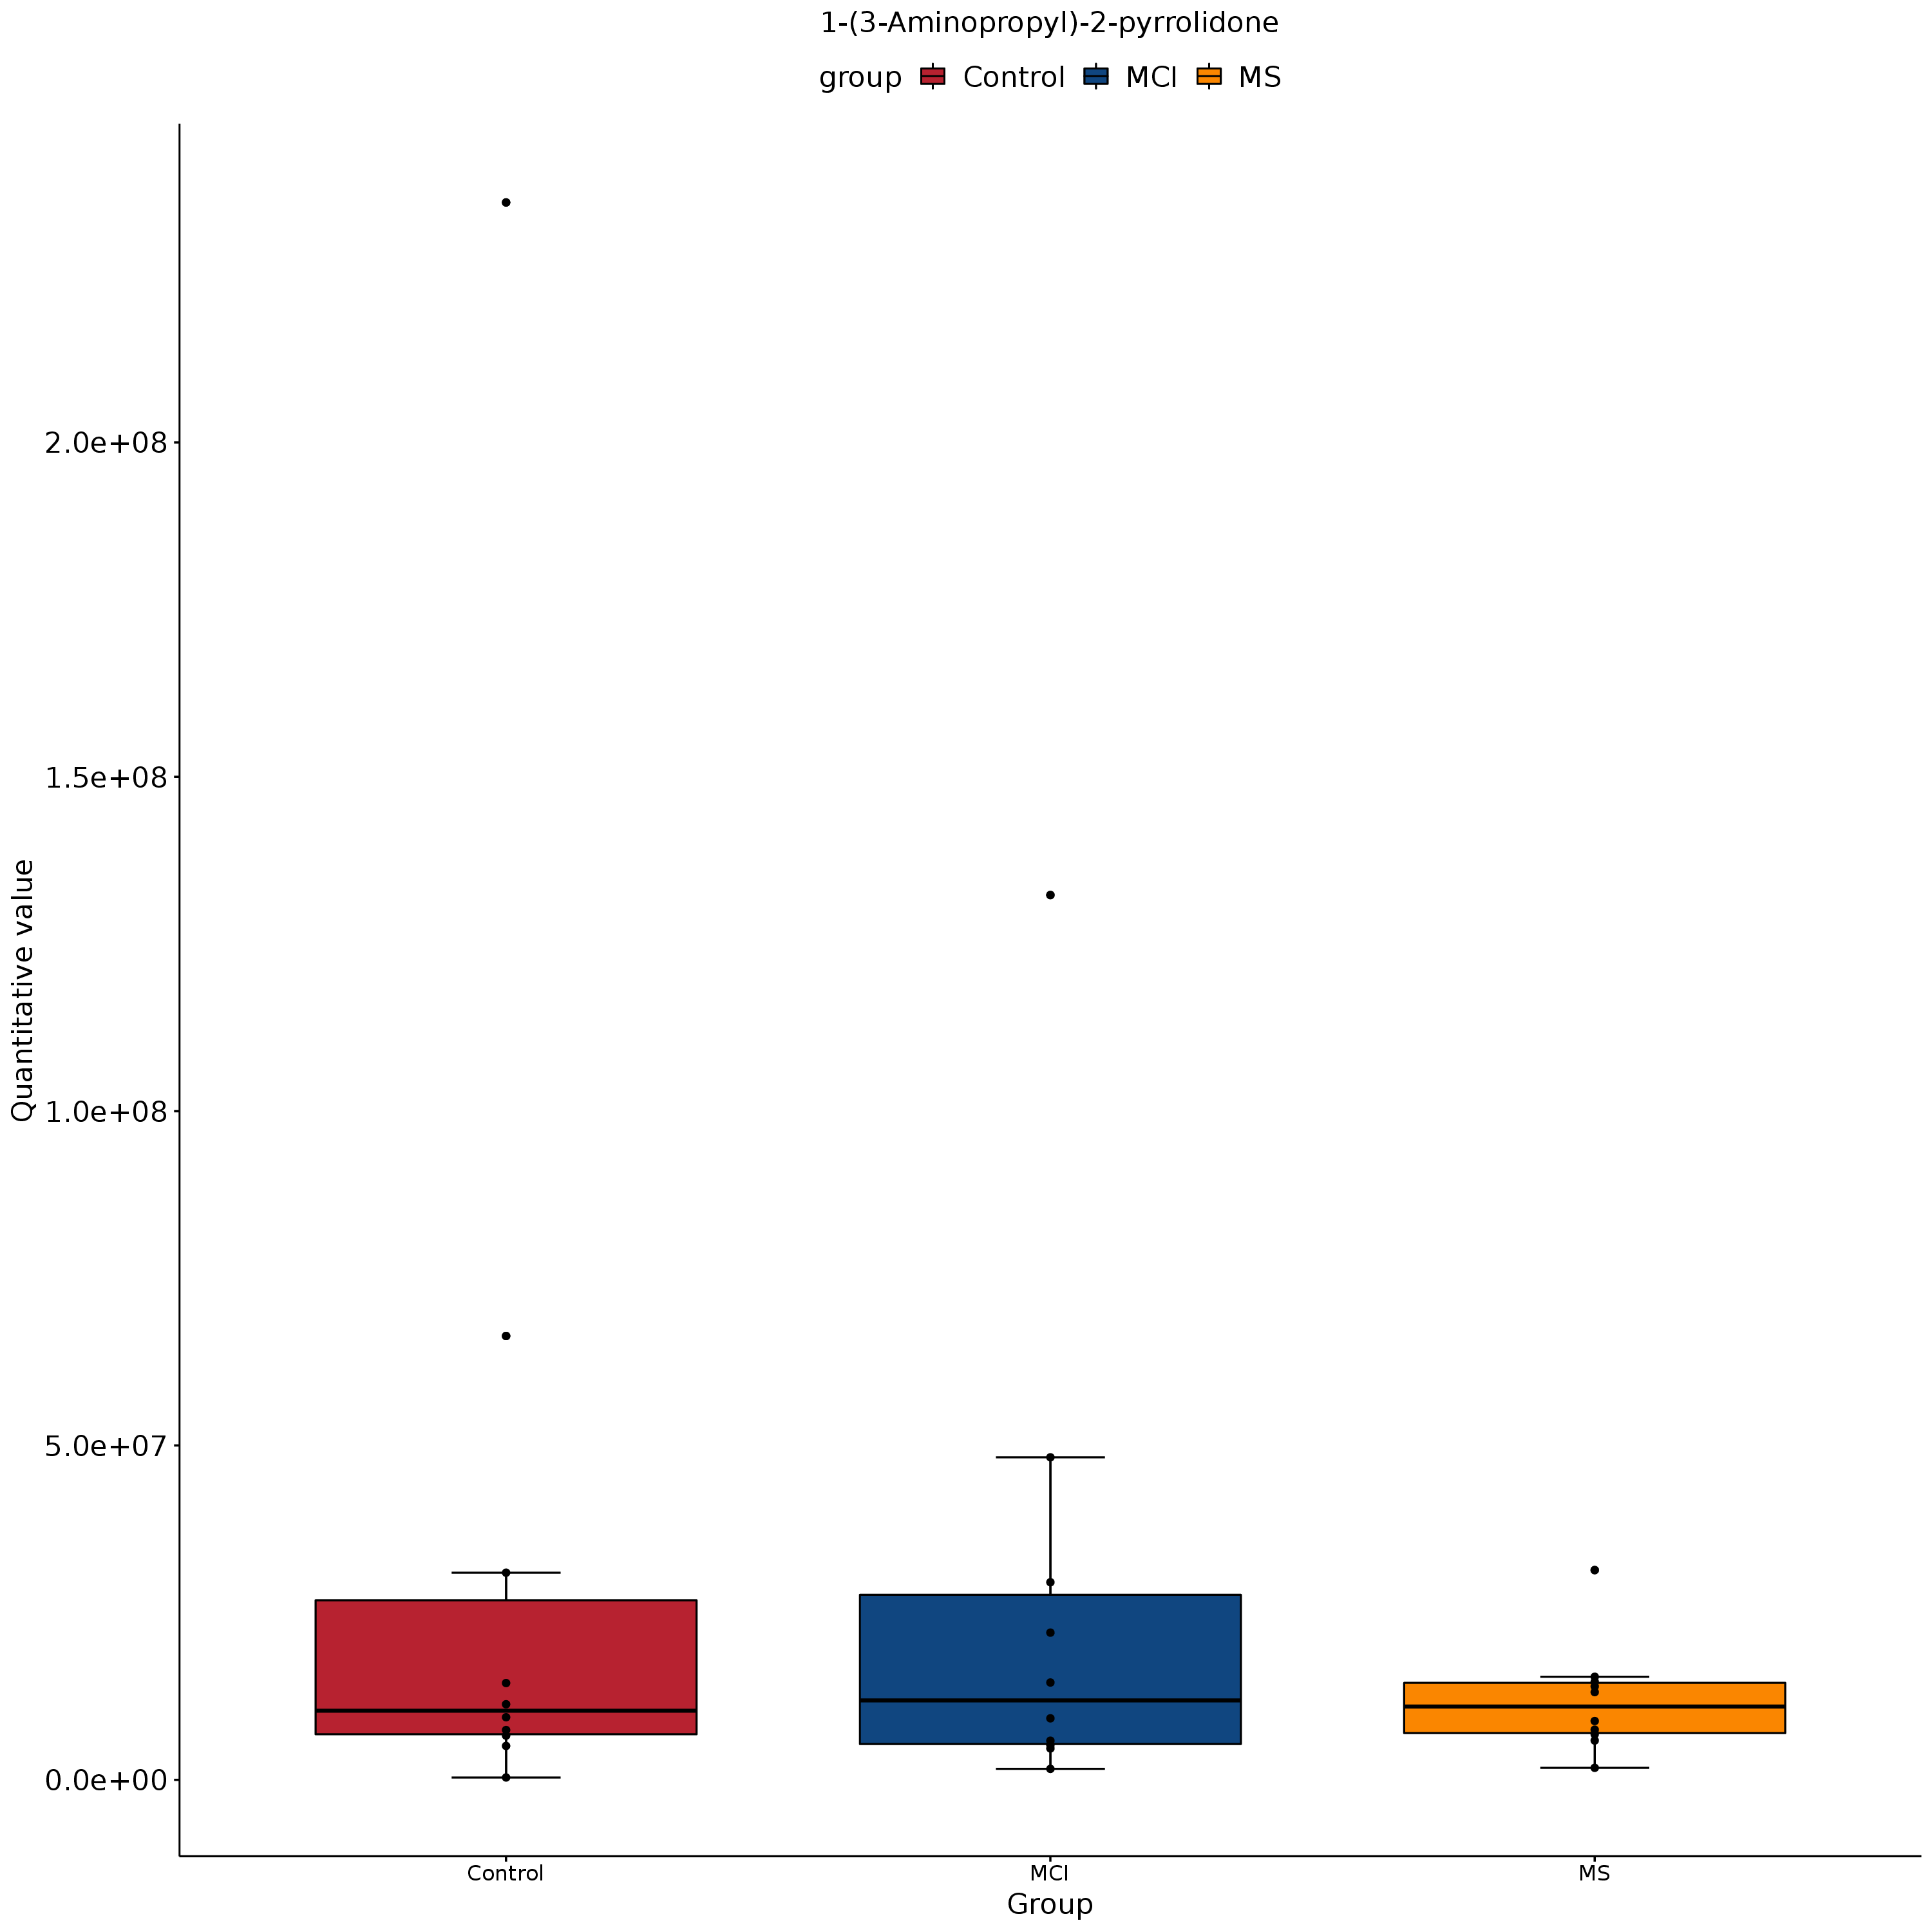 1-(3-Aminopropyl)-2-pyrrolidone
group Control MCI MS
2.0e+08
1.5e+08
1.0e+08
5.0e+07
0.0e+00
Quantitative value
Control MCI MS
Group